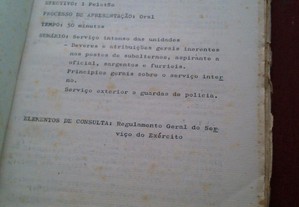 EFECTIVO: 1 Pelotão
PROCESSO DE APRESENTAÇÃO: Oral
TEMPO: 50 minutos
SUMÁRIO: Serviço interno das unidades
- Deveres e atribuições gerais inerentes
aos postos de subalternos, aspirante a
oficial, sargentos e furriéis.
Princípios gerais sobre o serviço inter
no.
Serviço exterior e guardas de polícia.
ELEMENTOS DE CONSULTA: Regulamento Geral do Ser
viço do Exército